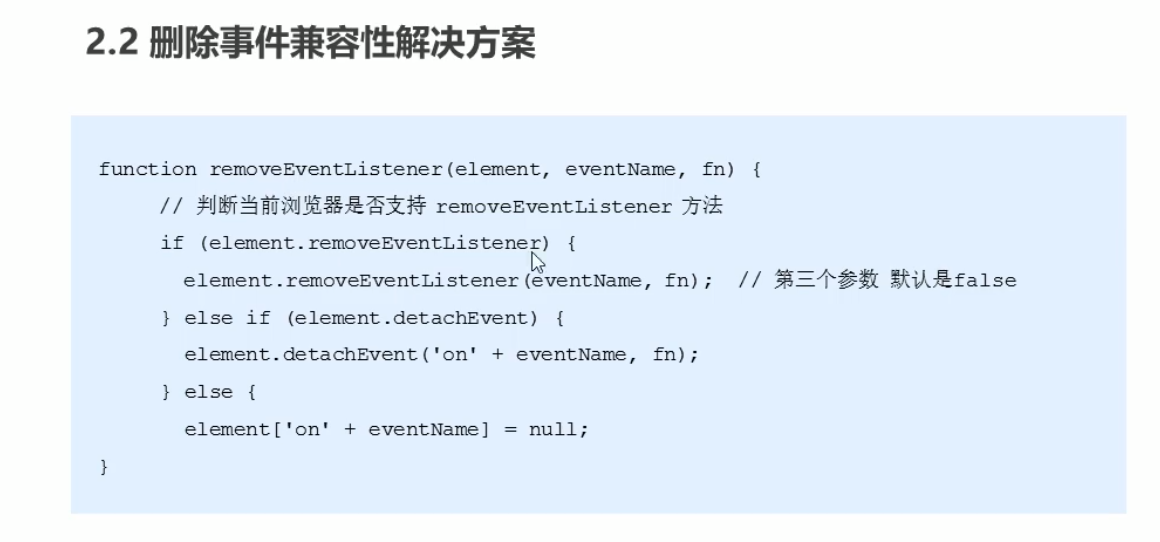 2.2 删除事件兼容性解决方案
function removeEventListener(element, eventName, fn) {
// 判断当前浏览器是否支持 removeEventListener 方法
if (element.removeEventListener) {
element.removeEventListener(eventName, fn); // 第三个参数 默认是false
} else if (element.detachEvent) {
element.detachEvent('on' + eventName, fn);
} else {
element['on' + eventName] = null;
}